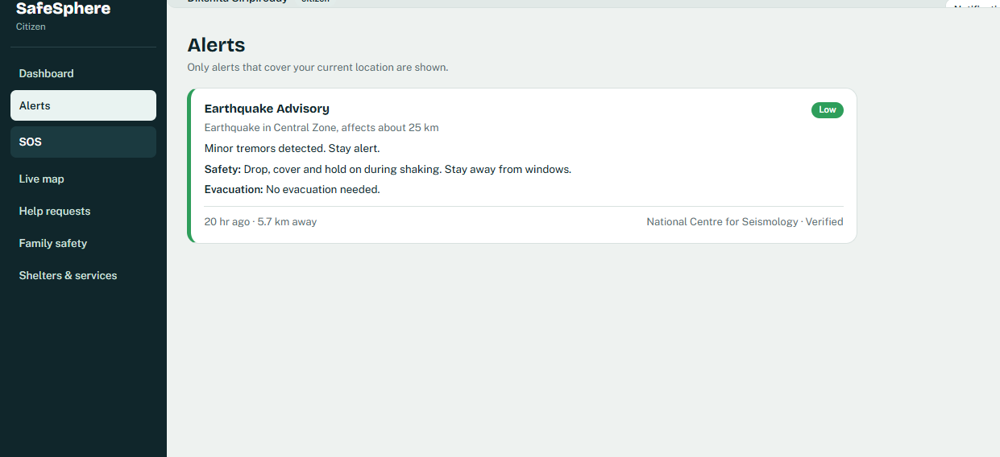 SafeSphere
Citizen
Dashboard
Alerts
SOS
Live map
Help requests
Family safety
Shelters & services
Alerts
Only alerts that cover your current location are shown.
Earthquake Advisory
Low
Earthquake in Central Zone, affects about 25 km
Minor tremors detected. Stay alert.
Safety: Drop, cover and hold on during shaking. Stay away from windows.
Evacuation: No evacuation needed.
20 hr ago · 5.7 km away
National Centre for Seismology · Verified